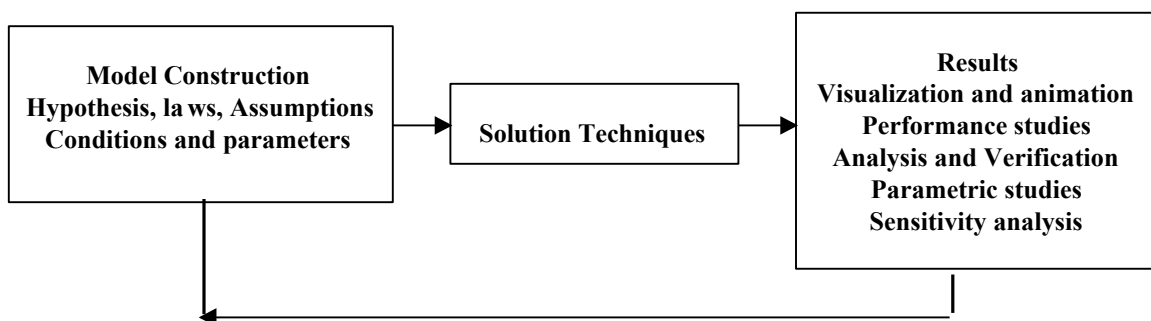 Model Construction
Hypothesis, la ws, Assumptions
Conditions and parameters
Solution Techniques
Results
Visualization and animation
Performance studies
Analysis and Verification
Parametric studies
Sensitivity analysis